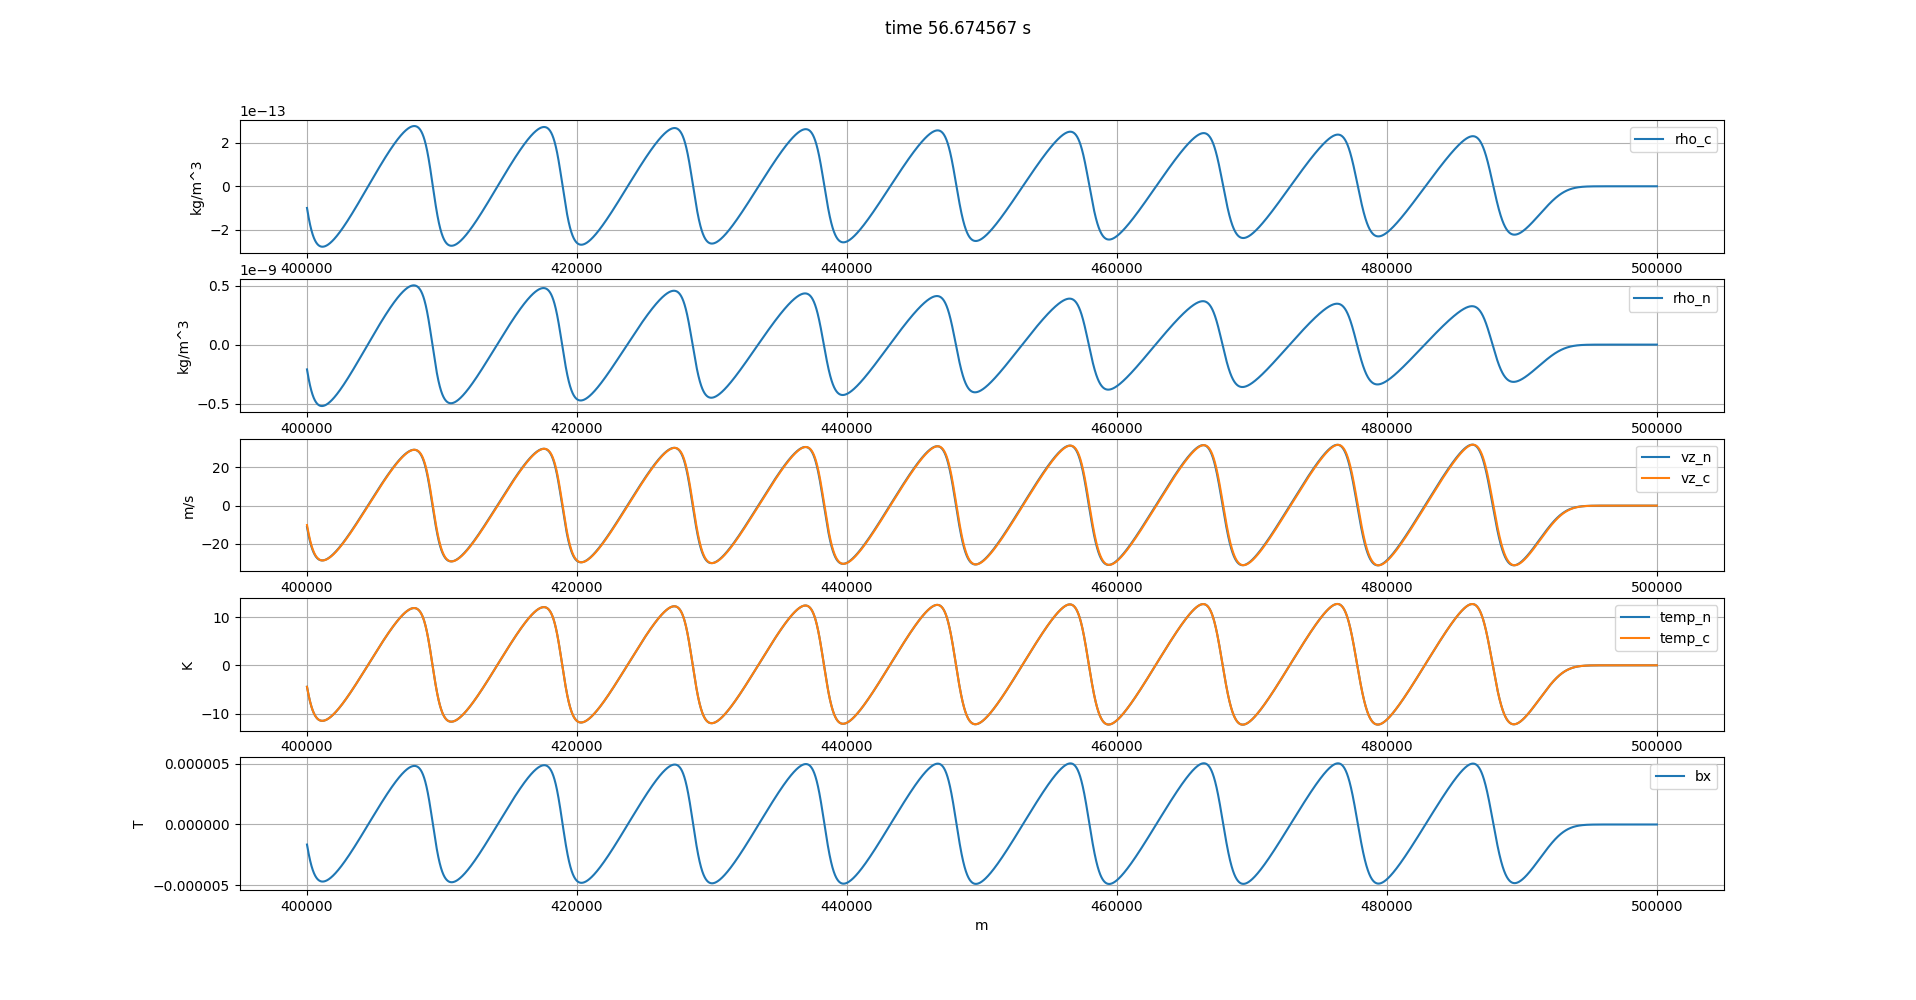 time 56.674567 s
1e−13
2
0
−2
kg/m^3
rho_c
400000 420000 440000 460000 480000 500000
1e−9
0.5
0.0
−0.5
kg/m^3
rho_n
400000 420000 440000 460000 480000 500000
20
0
−20
m/s
vz_n
vz_c
400000 420000 440000 460000 480000 500000
10
0
−10
K
temp_n
temp_c
400000 420000 440000 460000 480000 500000
0.000005
0.000000
−0.000005
T
bx
400000 420000 440000 460000 480000 500000
m